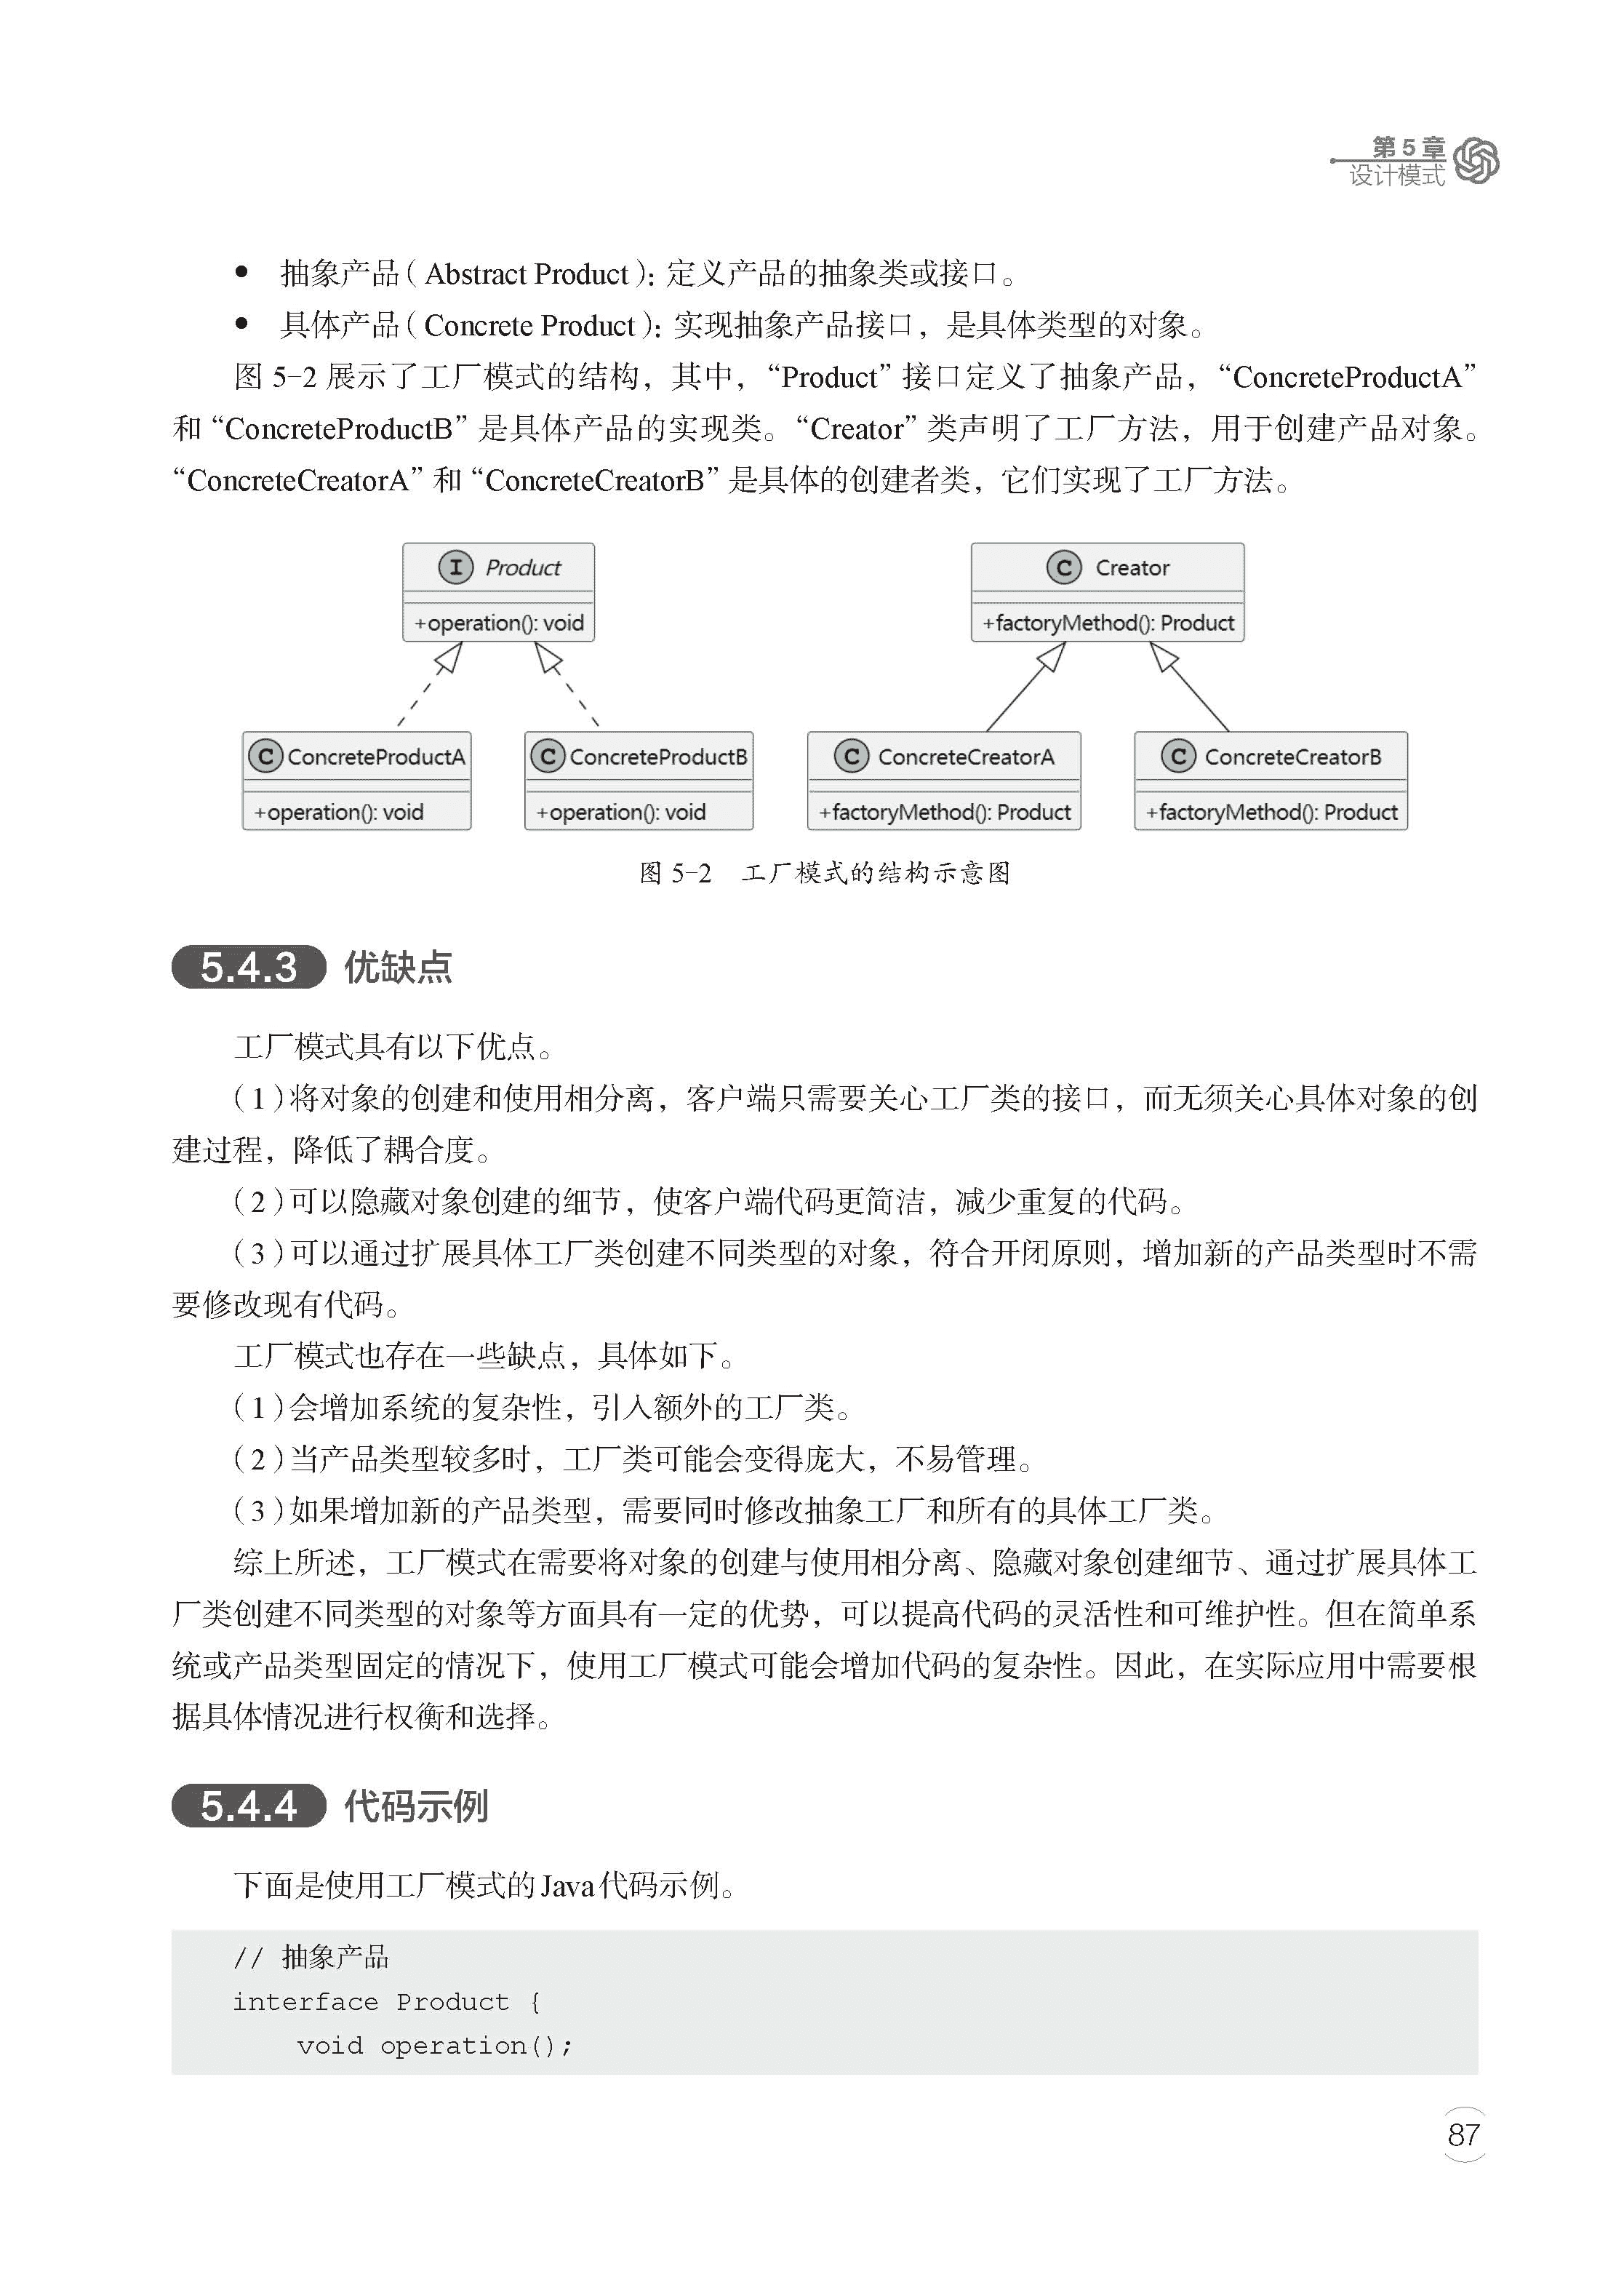 第5章
设计模式
● 抽象产品（Abstract Product）：定义产品的抽象类或接口。
● 具体产品（Concrete Product）：实现抽象产品接口，是具体类型的对象。
图 5-2 展示了工厂模式的结构，其中，“Product” 接口定义了抽象产品，“ConcreteProductA”
和 “ConcreteProductB” 是具体产品的实现类。“Creator” 类声明了工厂方法，用于创建产品对象。
“ConcreteCreatorA” 和 “ConcreteCreatorB” 是具体的创建者类，它们实现了工厂方法。
I Product
+operation(): void
C Creator
+factoryMethod(): Product
C ConcreteProductA
+operation(): void
C ConcreteProductB
+operation(): void
C ConcreteCreatorA
+factoryMethod(): Product
C ConcreteCreatorB
+factoryMethod(): Product
图 5-2 工厂模式的结构示意图
5.4.3 优缺点
工厂模式具有以下优点。
（1）将对象的创建和使用相分离，客户端只需要关心工厂类的接口，而无须关心具体对象的创
建过程，降低了耦合度。
（2）可以隐藏对象创建的细节，使客户端代码更简洁，减少重复的代码。
（3）可以通过扩展具体工厂类创建不同类型的对象，符合开闭原则，增加新的产品类型时不需
要修改现有代码。
工厂模式也存在一些缺点，具体如下。
（1）会增加系统的复杂性，引入额外的工厂类。
（2）当产品类型较多时，工厂类可能会变得庞大，不易管理。
（3）如果增加新的产品类型，需要同时修改抽象工厂和所有的具体工厂类。
综上所述，工厂模式在需要将对象的创建与使用相分离、隐藏对象创建细节、通过扩展具体工
厂类创建不同类型的对象等方面具有一定的优势，可以提高代码的灵活性和可维护性。但在简单系
统或产品类型固定的情况下，使用工厂模式可能会增加代码的复杂性。因此，在实际应用中需要根
据具体情况进行权衡和选择。
5.4.4 代码示例
下面是使用工厂模式的Java代码示例。
// 抽象产品
interface Product {
void operation();
87